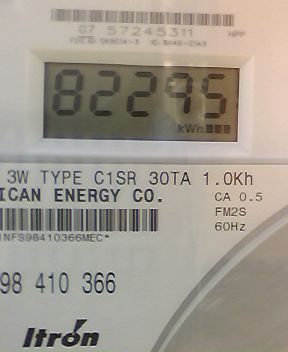 07 57245311 HPP
82295
kWh
3W TYPE C1SR 30TA 1.0Kh
ICAN ENERGY CO. CA 0.5
FM2S
60Hz
98 410 366
Itron